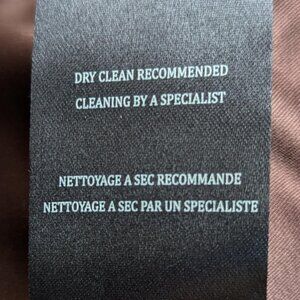 DRY CLEAN RECOMMENDED
CLEANING BY A SPECIALIST
NETTOYAGE A SEC RECOMMANDE
NETTOYAGE A SEC PAR UN SPECIALISTE